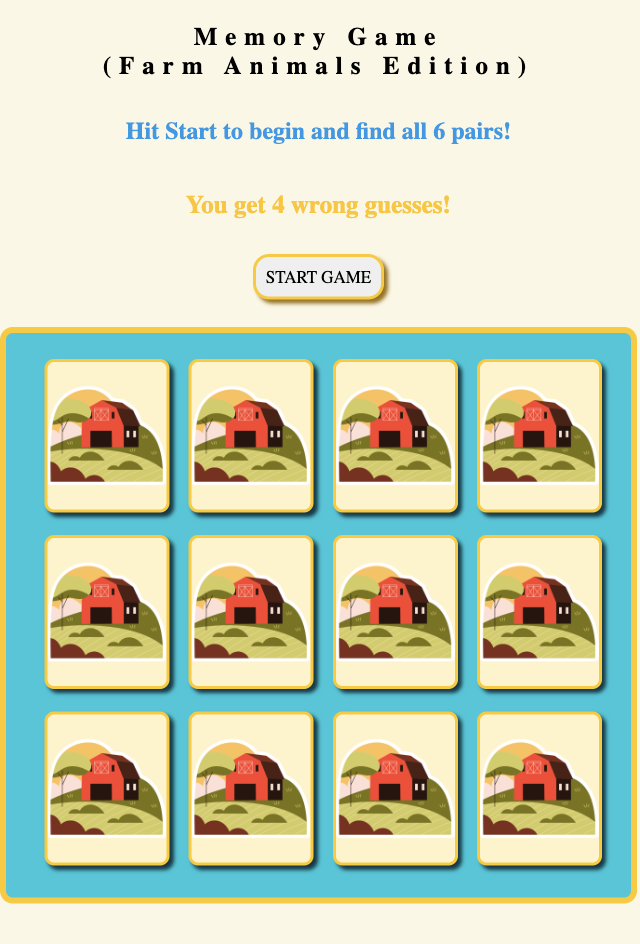 Memory Game
(Farm Animals Edition)
Hit Start to begin and find all 6 pairs!
You get 4 wrong guesses!
START GAME